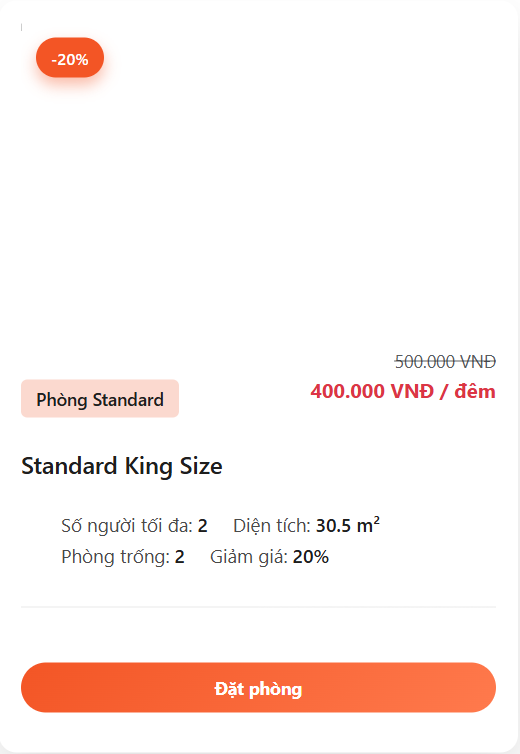 -20%
500.000 VNĐ
Phòng Standard
400.000 VNĐ / đêm
Standard King Size
Số người tối đa: 2 Diện tích: 30.5 m²
Phòng trống: 2 Giảm giá: 20%
Đặt phòng